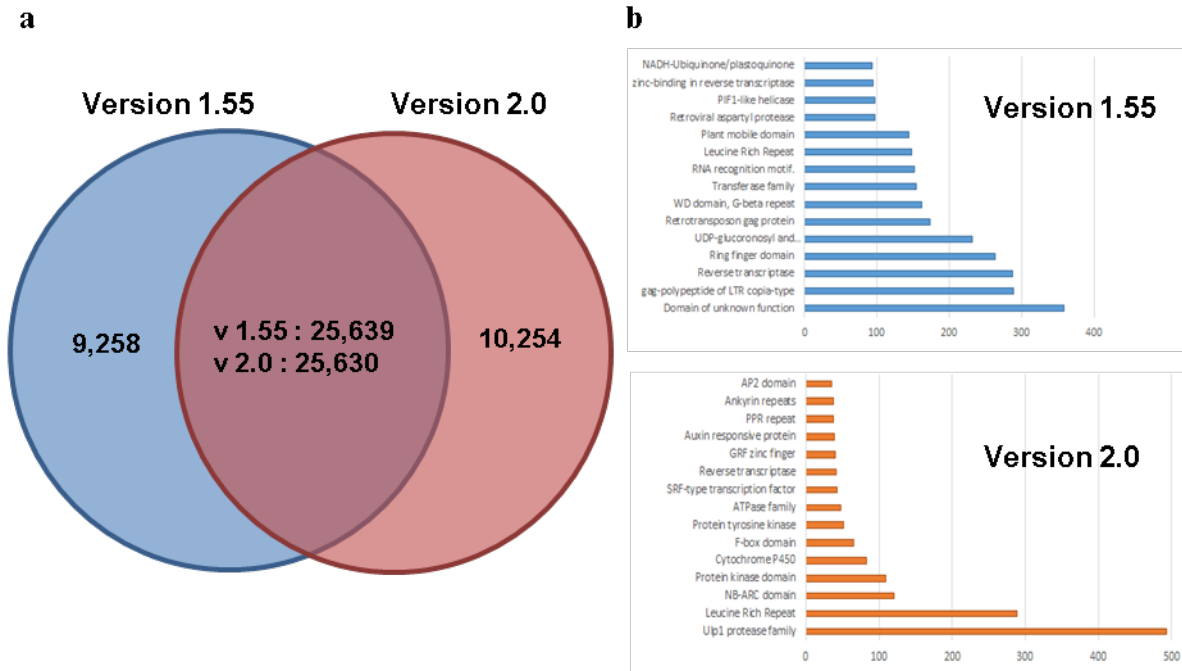 a
b
Version 1.55
Version 2.0
9,258
v 1.55 : 25,639
v 2.0 : 25,630
10,254
NADH-Ubiquinone/plastoquinone
zinc-binding in reverse transcriptase
PIF1-like helicase
Retroviral aspartyl protease
Plant mobile domain
Leucine Rich Repeat
RNA recognition motif.
Transferase family
WD domain, G-beta repeat
Retrotransposon gag protein
UDP-glucoronosyl and...
Ring finger domain
Reverse transcriptase
gag-polypeptide of LTR copia-type
Domain of unknown function
0 100 200 300 400
Version 1.55
AP2 domain
Ankyrin repeats
PPR repeat
Auxin responsive protein
GRF zinc finger
Reverse transcriptase
SRF-type transcription factor
ATPase family
Protein tyrosine kinase
F-box domain
Cytochrome P450
Protein kinase domain
NB-ARC domain
Leucine Rich Repeat
Ulp1 protease family
0 100 200 300 400 500
Version 2.0